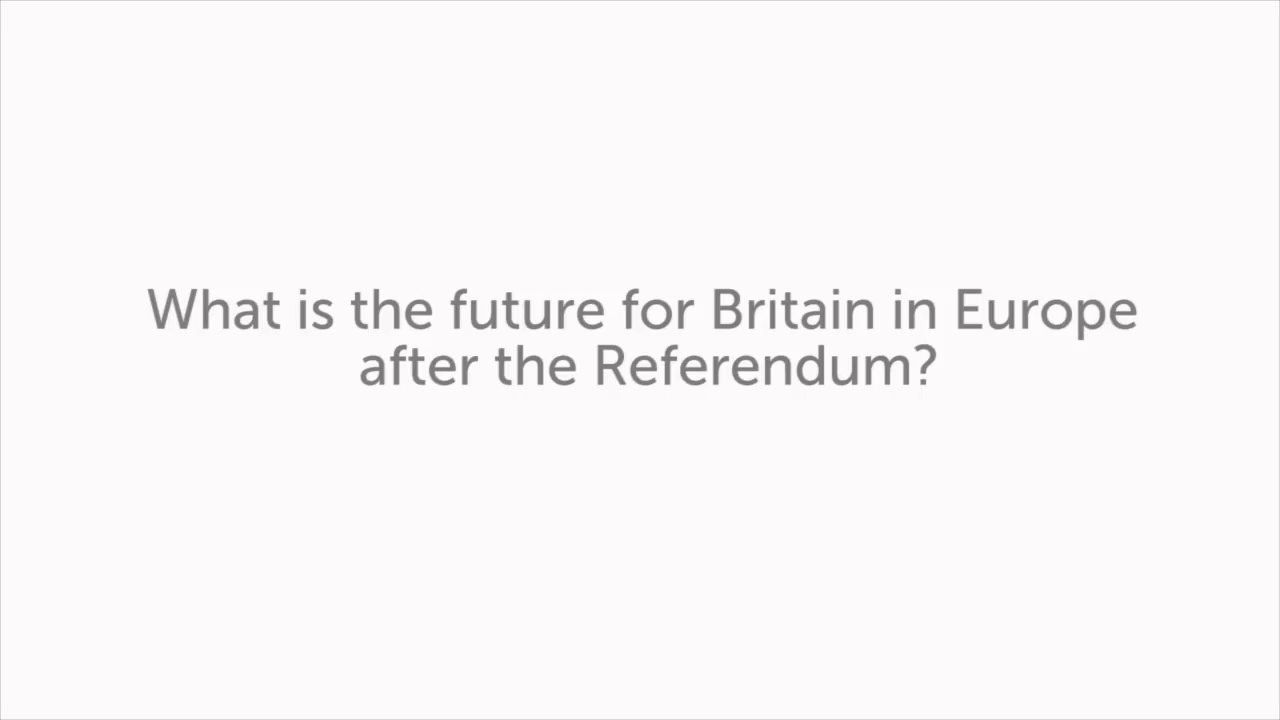 What is the future for Britain in Europe
after the Referendum?